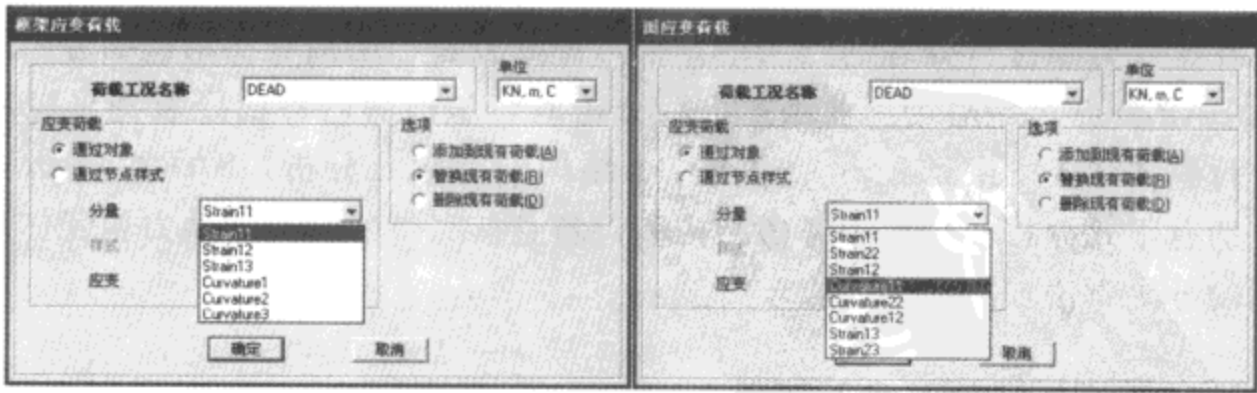 框架应变荷载
荷载工况名称 DEAD
单位
KN, m, C
应变荷载
通过对象
通过节点样式
分量 Strain11
Strain11
Strain12
Strain13
Curvature1
Curvature2
Curvature3
样式
应变
选项
添加到现有荷载(A)
替换现有荷载(R)
删除现有荷载(D)
确定 取消
面应变荷载
荷载工况名称 DEAD
单位
KN, m, C
应变荷载
通过对象
通过节点样式
分量 Strain11
Strain11
Strain22
Strain12
Curvature11
Curvature22
Curvature12
Strain13
Strain23
应变
选项
添加到现有荷载(A)
替换现有荷载(R)
删除现有荷载(D)
取消